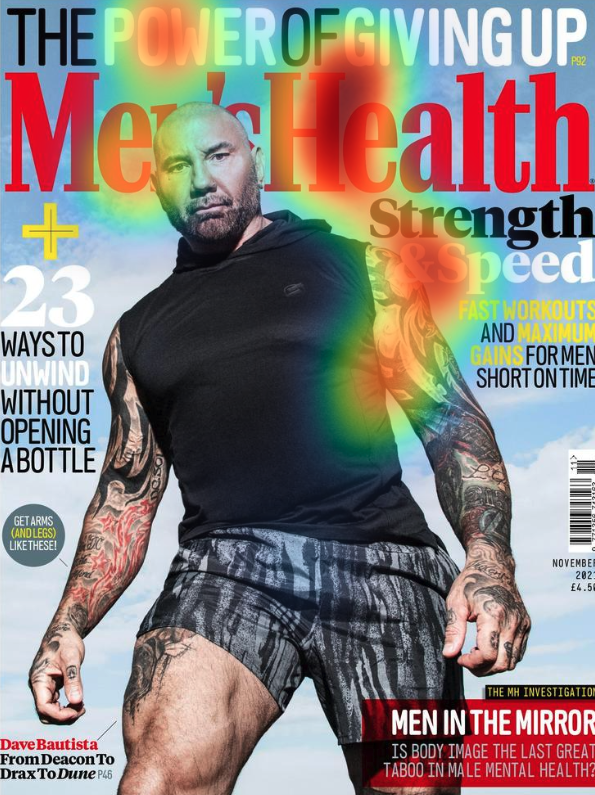 THE POWER OF GIVING UP
P92
Men's Health
Strength
& Speed
FAST WORKOUTS
AND MAXIMUM
GAINS FOR MEN
SHORT ON TIME
+
23
WAYS TO
UNWIND
WITHOUT
OPENING
A BOTTLE
GET ARMS
(AND LEGS)
LIKE THESE!
11>
NOVEMBER
2021
£4.50
THE MH INVESTIGATION
MEN IN THE MIRROR
IS BODY IMAGE THE LAST GREAT
TABOO IN MALE MENTAL HEALTH?
Dave Bautista
From Deacon To
Drax To Dune P46